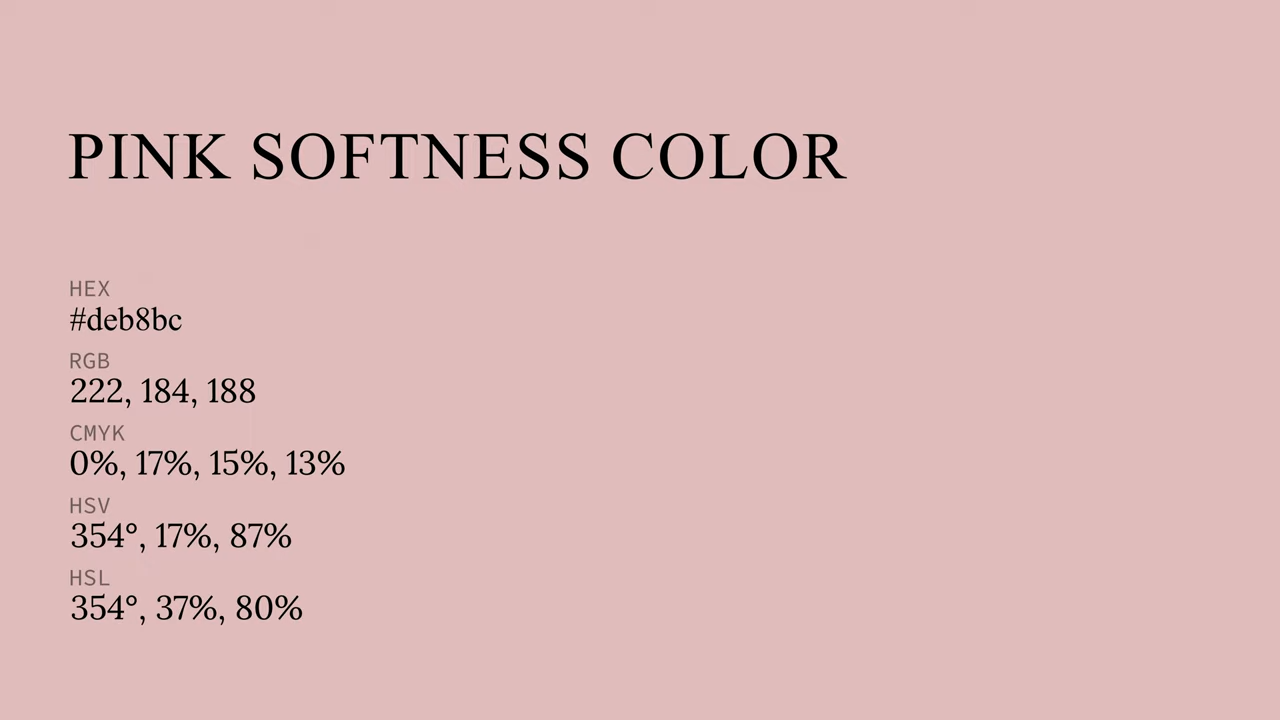 PINK SOFTNESS COLOR
HEX
#deb8bc
RGB
222, 184, 188
CMYK
0%, 17%, 15%, 13%
HSV
354°, 17%, 87%
HSL
354°, 37%, 80%